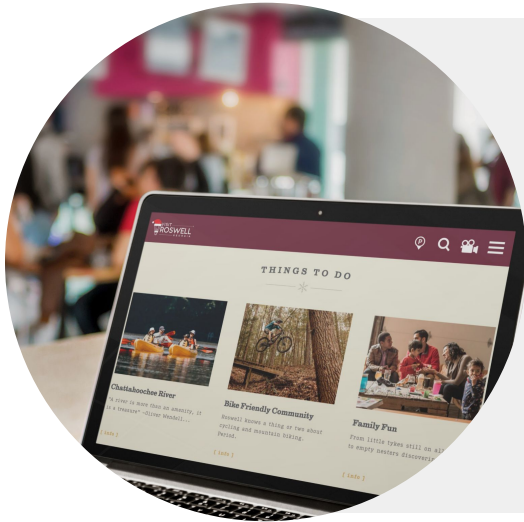 VISIT
ROSWELL
GEORGIA
P
THINGS TO DO
Chattahoochee River
"A river is more than an amenity, it
is a treasure" -Oliver Wendell...
[ info ]
Bike Friendly Community
Roswell knows a thing or two about
cycling and mountain biking.
Period.
[ info ]
Family Fun
From little tykes still on all
to empty nesters discoveri
[ info ]